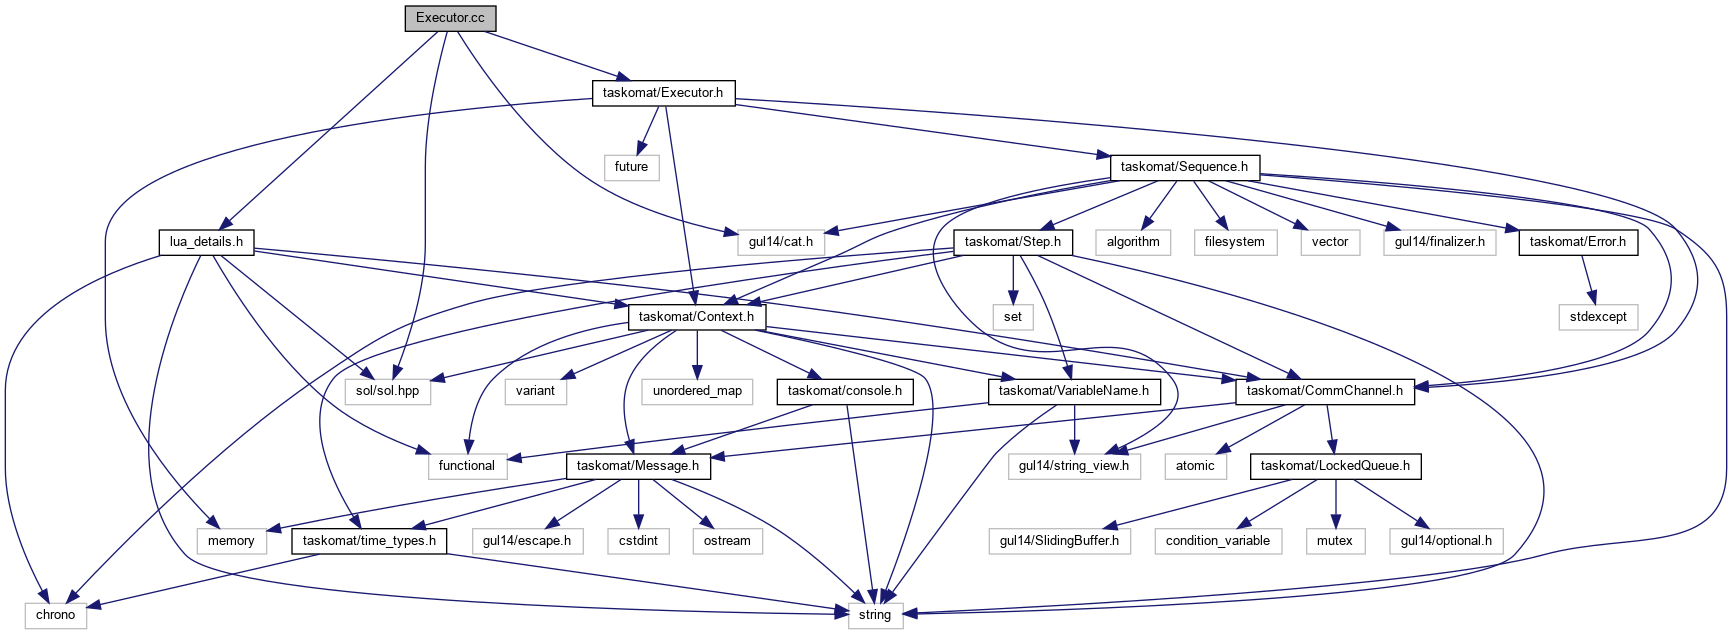 Executor.cc
taskomat/Executor.h
future
taskomat/Sequence.h
lua_details.h
gul14/cat.h
taskomat/Step.h
algorithm
filesystem
vector
gul14/finalizer.h
taskomat/Error.h
taskomat/Context.h
set
stdexcept
sol/sol.hpp
variant
unordered_map
taskomat/console.h
taskomat/VariableName.h
taskomat/CommChannel.h
functional
taskomat/Message.h
gul14/string_view.h
atomic
taskomat/LockedQueue.h
memory
taskomat/time_types.h
gul14/escape.h
cstdint
ostream
gul14/SlidingBuffer.h
condition_variable
mutex
gul14/optional.h
chrono
string